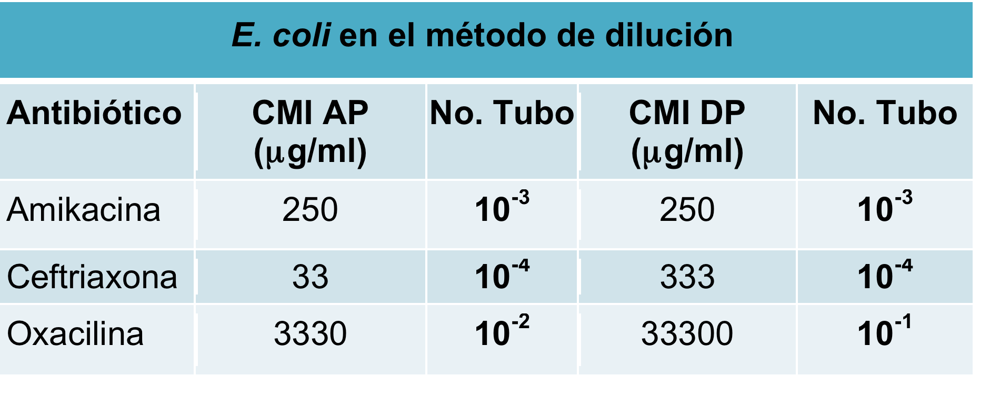 E. coli en el método de dilución
Antibiótico CMI AP (μg/ml) No. Tubo CMI DP (μg/ml) No. Tubo
Amikacina 250 10⁻³ 250 10⁻³
Ceftriaxona 33 10⁻⁴ 333 10⁻⁴
Oxacilina 3330 10⁻² 33300 10⁻¹